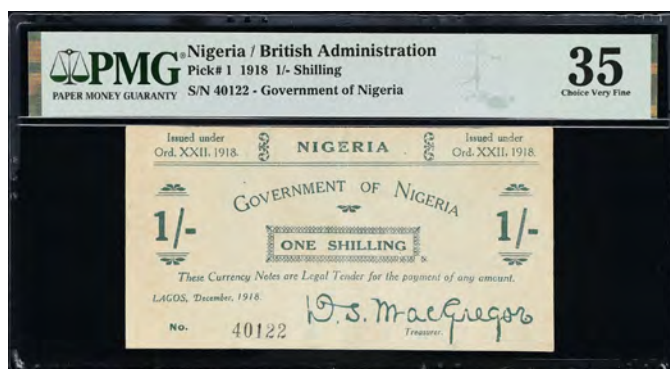 PMG
PAPER MONEY GUARANTY
Nigeria / British Administration
Pick# 1 1918 1/- Shilling
S/N 40122 - Government of Nigeria
35
Choice Very Fine
Issued under
Ord. XXII. 1918.
NIGERIA
Issued under
Ord. XXII. 1918.
GOVERNMENT OF NIGERIA
1/-
ONE SHILLING
1/-
These Currency Notes are Legal Tender for the payment of any amount.
LAGOS, December, 1918.
No. 40122
D. S. MacGregor
Treasurer.